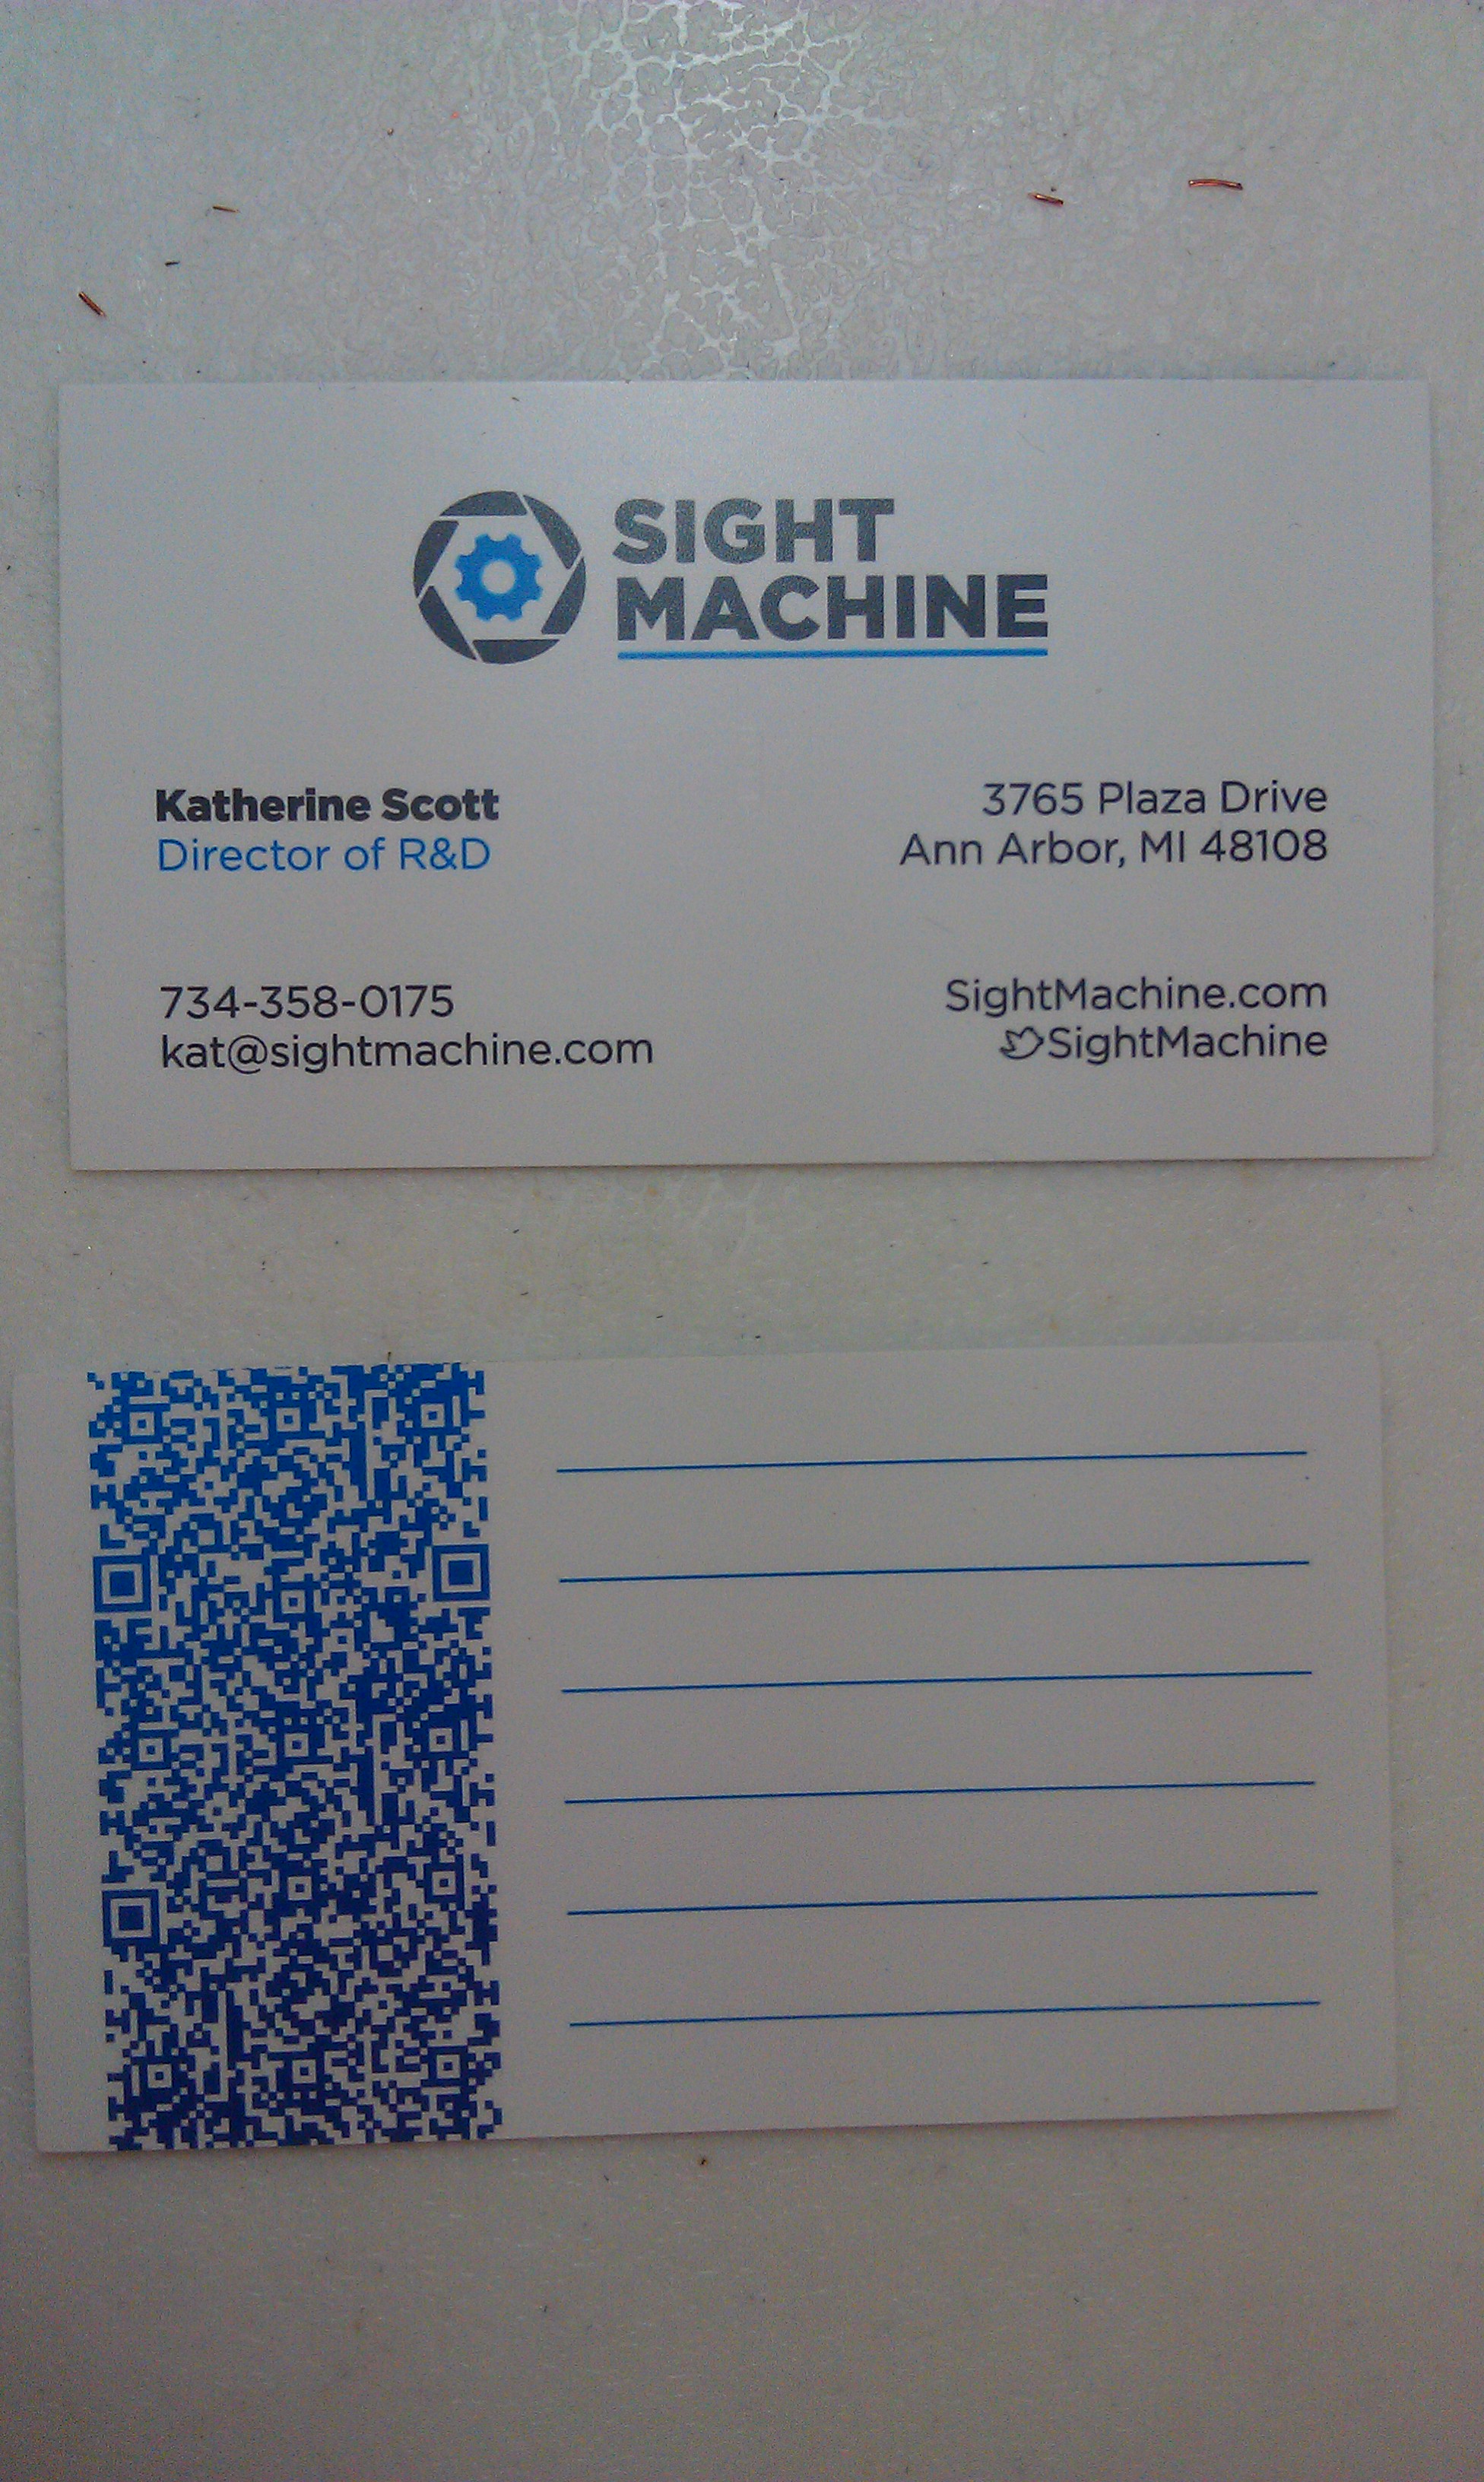 SIGHT
MACHINE
Katherine Scott
Director of R&D
3765 Plaza Drive
Ann Arbor, MI 48108
734-358-0175
kat@sightmachine.com
SightMachine.com
SightMachine